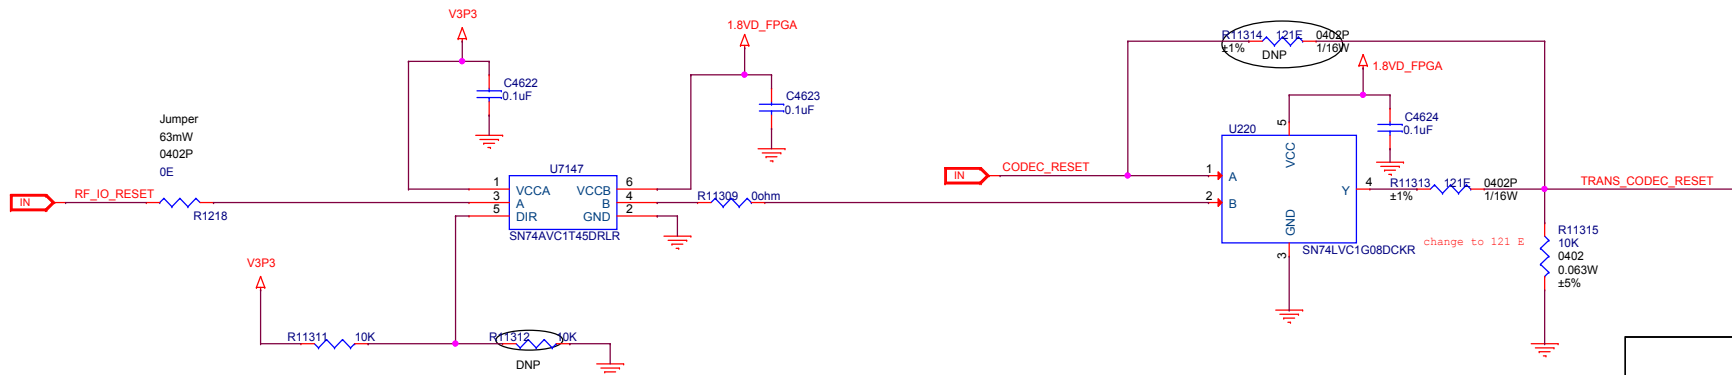 V3P3
C4622
0.1uF
Jumper
63mW
0402P
0E
IN
RF_IO_RESET
R1218
U7147
1
3
5
VCCA
A
DIR
VCCB
B
GND
6
4
2
SN74AVC1T45DRLR
1.8VD_FPGA
C4623
0.1uF
R11309 0ohm
V3P3
R11311 10K
R11312 10K
DNP
R11314 121E 0402P
±1% 1/16W
DNP
1.8VD_FPGA
C4624
0.1uF
IN
CODEC_RESET
U220
5
VCC
1
A
2
B
Y
4
GND
3
SN74LVC1G08DCKR
R11313 121E 0402P
±1% 1/16W
change to 121 E
TRANS_CODEC_RESET
R11315
10K
0402
0.063W
±5%